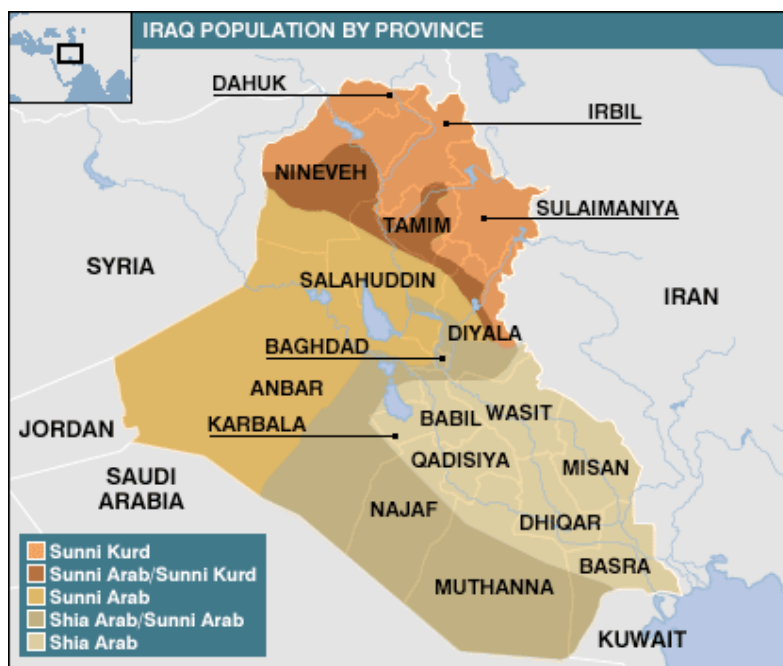 IRAQ POPULATION BY PROVINCE
DAHUK
IRBIL
NINEVEH
TAMIM
SULAIMANIYA
SYRIA
SALAHUDDIN
IRAN
DIYALA
BAGHDAD
ANBAR
JORDAN
KARBALA
BABIL
WASIT
QADISIYA
MISAN
SAUDI
ARABIA
NAJAF
DHIQAR
BASRA
MUTHANNA
KUWAIT
Sunni Kurd
Sunni Arab/Sunni Kurd
Sunni Arab
Shia Arab/Sunni Arab
Shia Arab